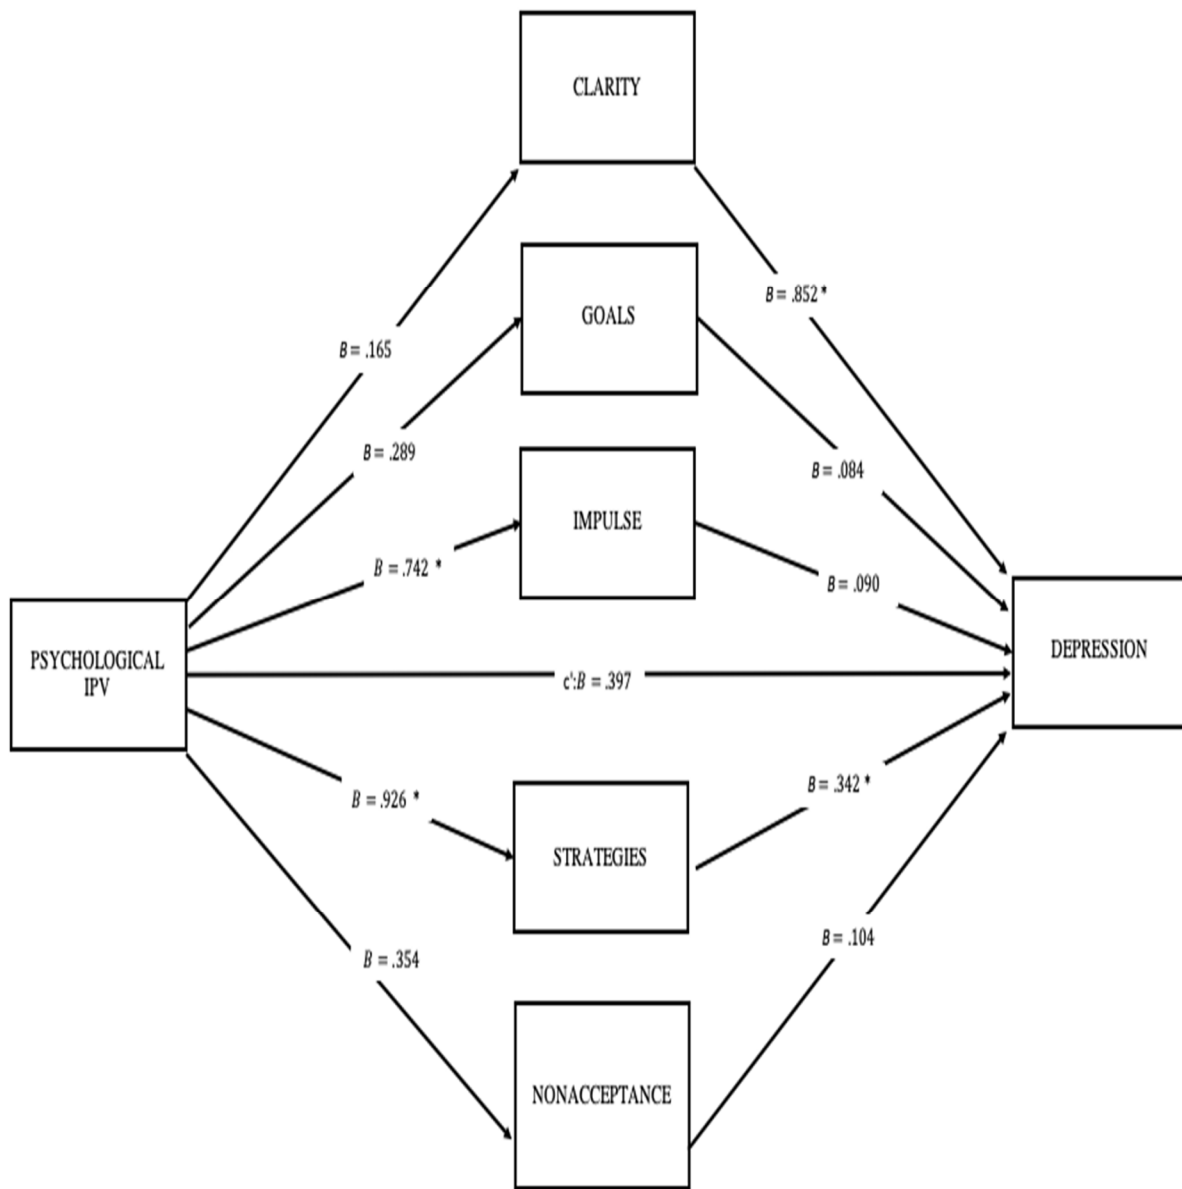 CLARITY
B = .852 *
GOALS
B = .165
B = .289
B = .084
IMPULSE
B = .742 *
B = .090
PSYCHOLOGICAL
IPV
DEPRESSION
c':B = .397
B = .926 *
B = .342 *
STRATEGIES
B = .354
B = .104
NONACCEPTANCE